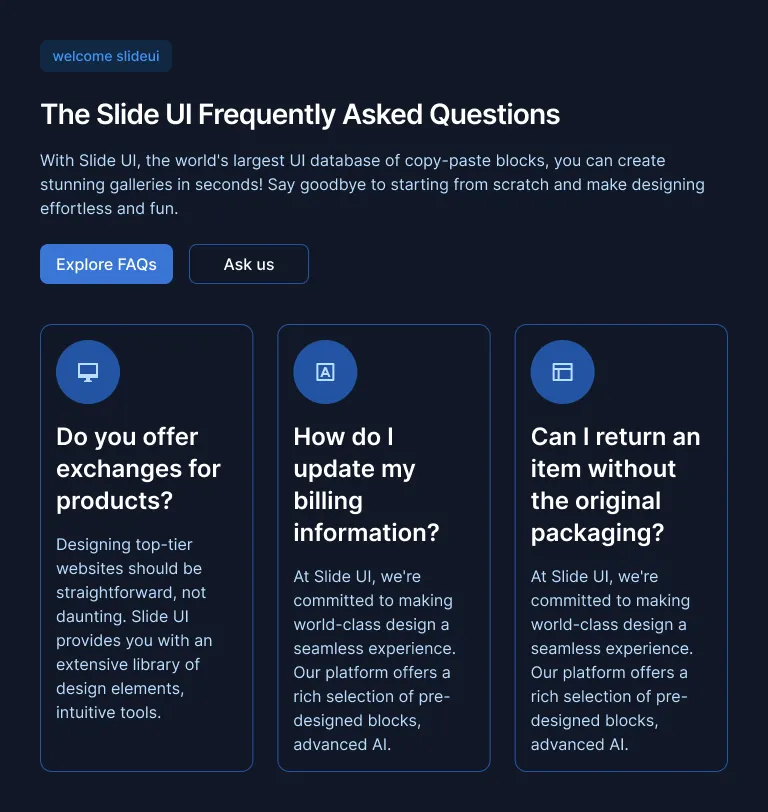 welcome slideui
The Slide UI Frequently Asked Questions
With Slide UI, the world's largest UI database of copy-paste blocks, you can create
stunning galleries in seconds! Say goodbye to starting from scratch and make designing
effortless and fun.
Explore FAQs
Ask us
Do you offer
exchanges for
products?
Designing top-tier
websites should be
straightforward, not
daunting. Slide UI
provides you with an
extensive library of
design elements,
intuitive tools.
A
How do I
update my
billing
information?
At Slide UI, we're
committed to making
world-class design a
seamless experience.
Our platform offers a
rich selection of pre-
designed blocks,
advanced AI.
Can I return an
item without
the original
packaging?
At Slide UI, we're
committed to making
world-class design a
seamless experience.
Our platform offers a
rich selection of pre-
designed blocks,
advanced AI.